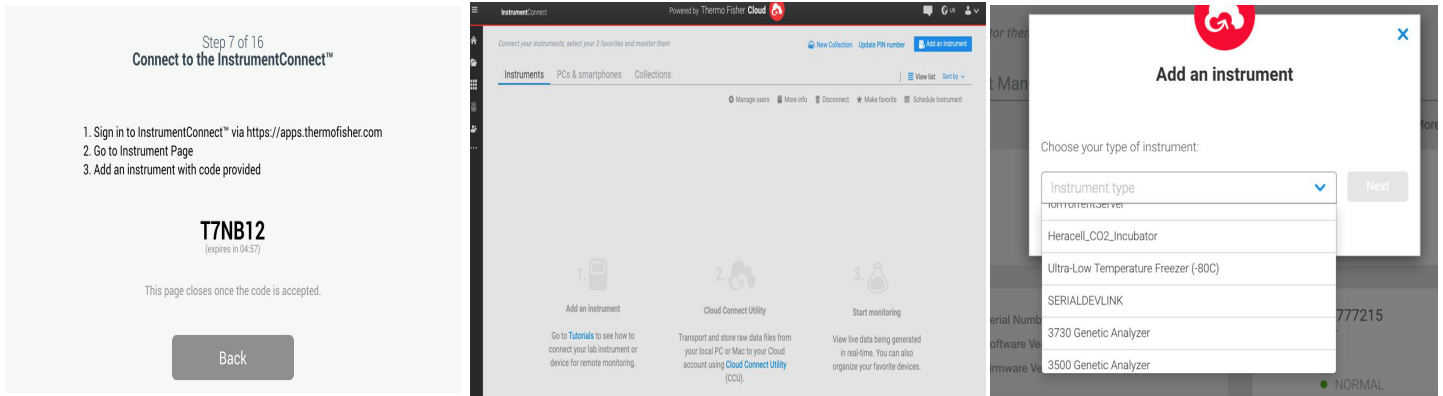 Step 7 of 16
Connect to the InstrumentConnect™
1. Sign in to InstrumentConnect™ via https://apps.thermofisher.com
2. Go to Instrument Page
3. Add an instrument with code provided
T7NB12
(expires in 04:57)
This page closes once the code is accepted.
Back
InstrumentConnect
Powered by Thermo Fisher Cloud
US
Connect your instruments, select your 3 favorites and monitor them
New Collection
Update PIN number
Add an Instrument
Instruments
PCs & smartphones
Collections
View list
Sort by
Manage users
More info
Disconnect
Make favorite
Schedule Instrument
1.
Add an instrument
Go to Tutorials to see how to
connect your lab instrument or
device for remote monitoring.
2.
Cloud Connect Utility
Transport and store raw data files from
your local PC or Mac to your Cloud
account using Cloud Connect Utility
(CCU).
3.
Start monitoring
View live data being generated
in real-time. You can also
organize your favorite devices.
Add an instrument
Choose your type of instrument:
Instrument type
Next
IonTorrentServer
Heracell_CO2_Incubator
Ultra-Low Temperature Freezer (-80C)
SERIALDEVLINK
3730 Genetic Analyzer
3500 Genetic Analyzer
777215
NORMAL